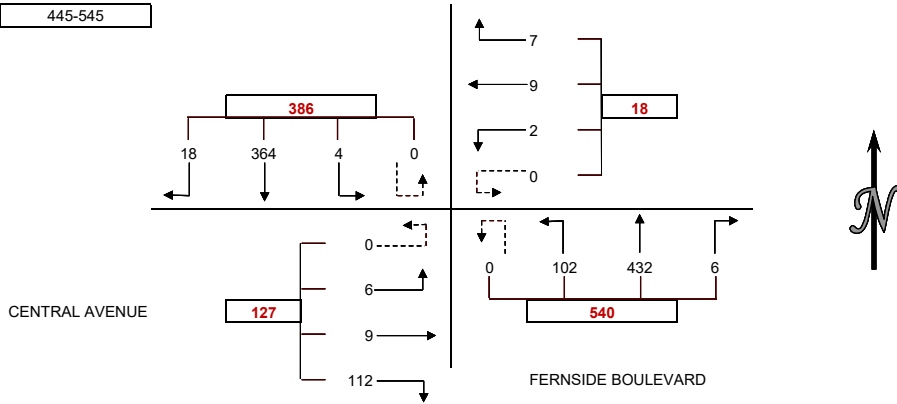 445-545
7
9
2
0
18
386
18 364 4 0
0
6
9
112
127
0 102 432 6
540
CENTRAL AVENUE
FERNSIDE BOULEVARD
N